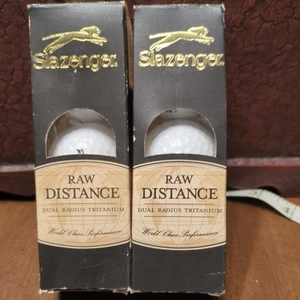 Slazenger
RAW
DISTANCE
DUAL RADIUS TRITANIUM
World Class Performance
Slazenger
RAW
DISTANCE
DUAL RADIUS TRITANIUM
World Class Performance